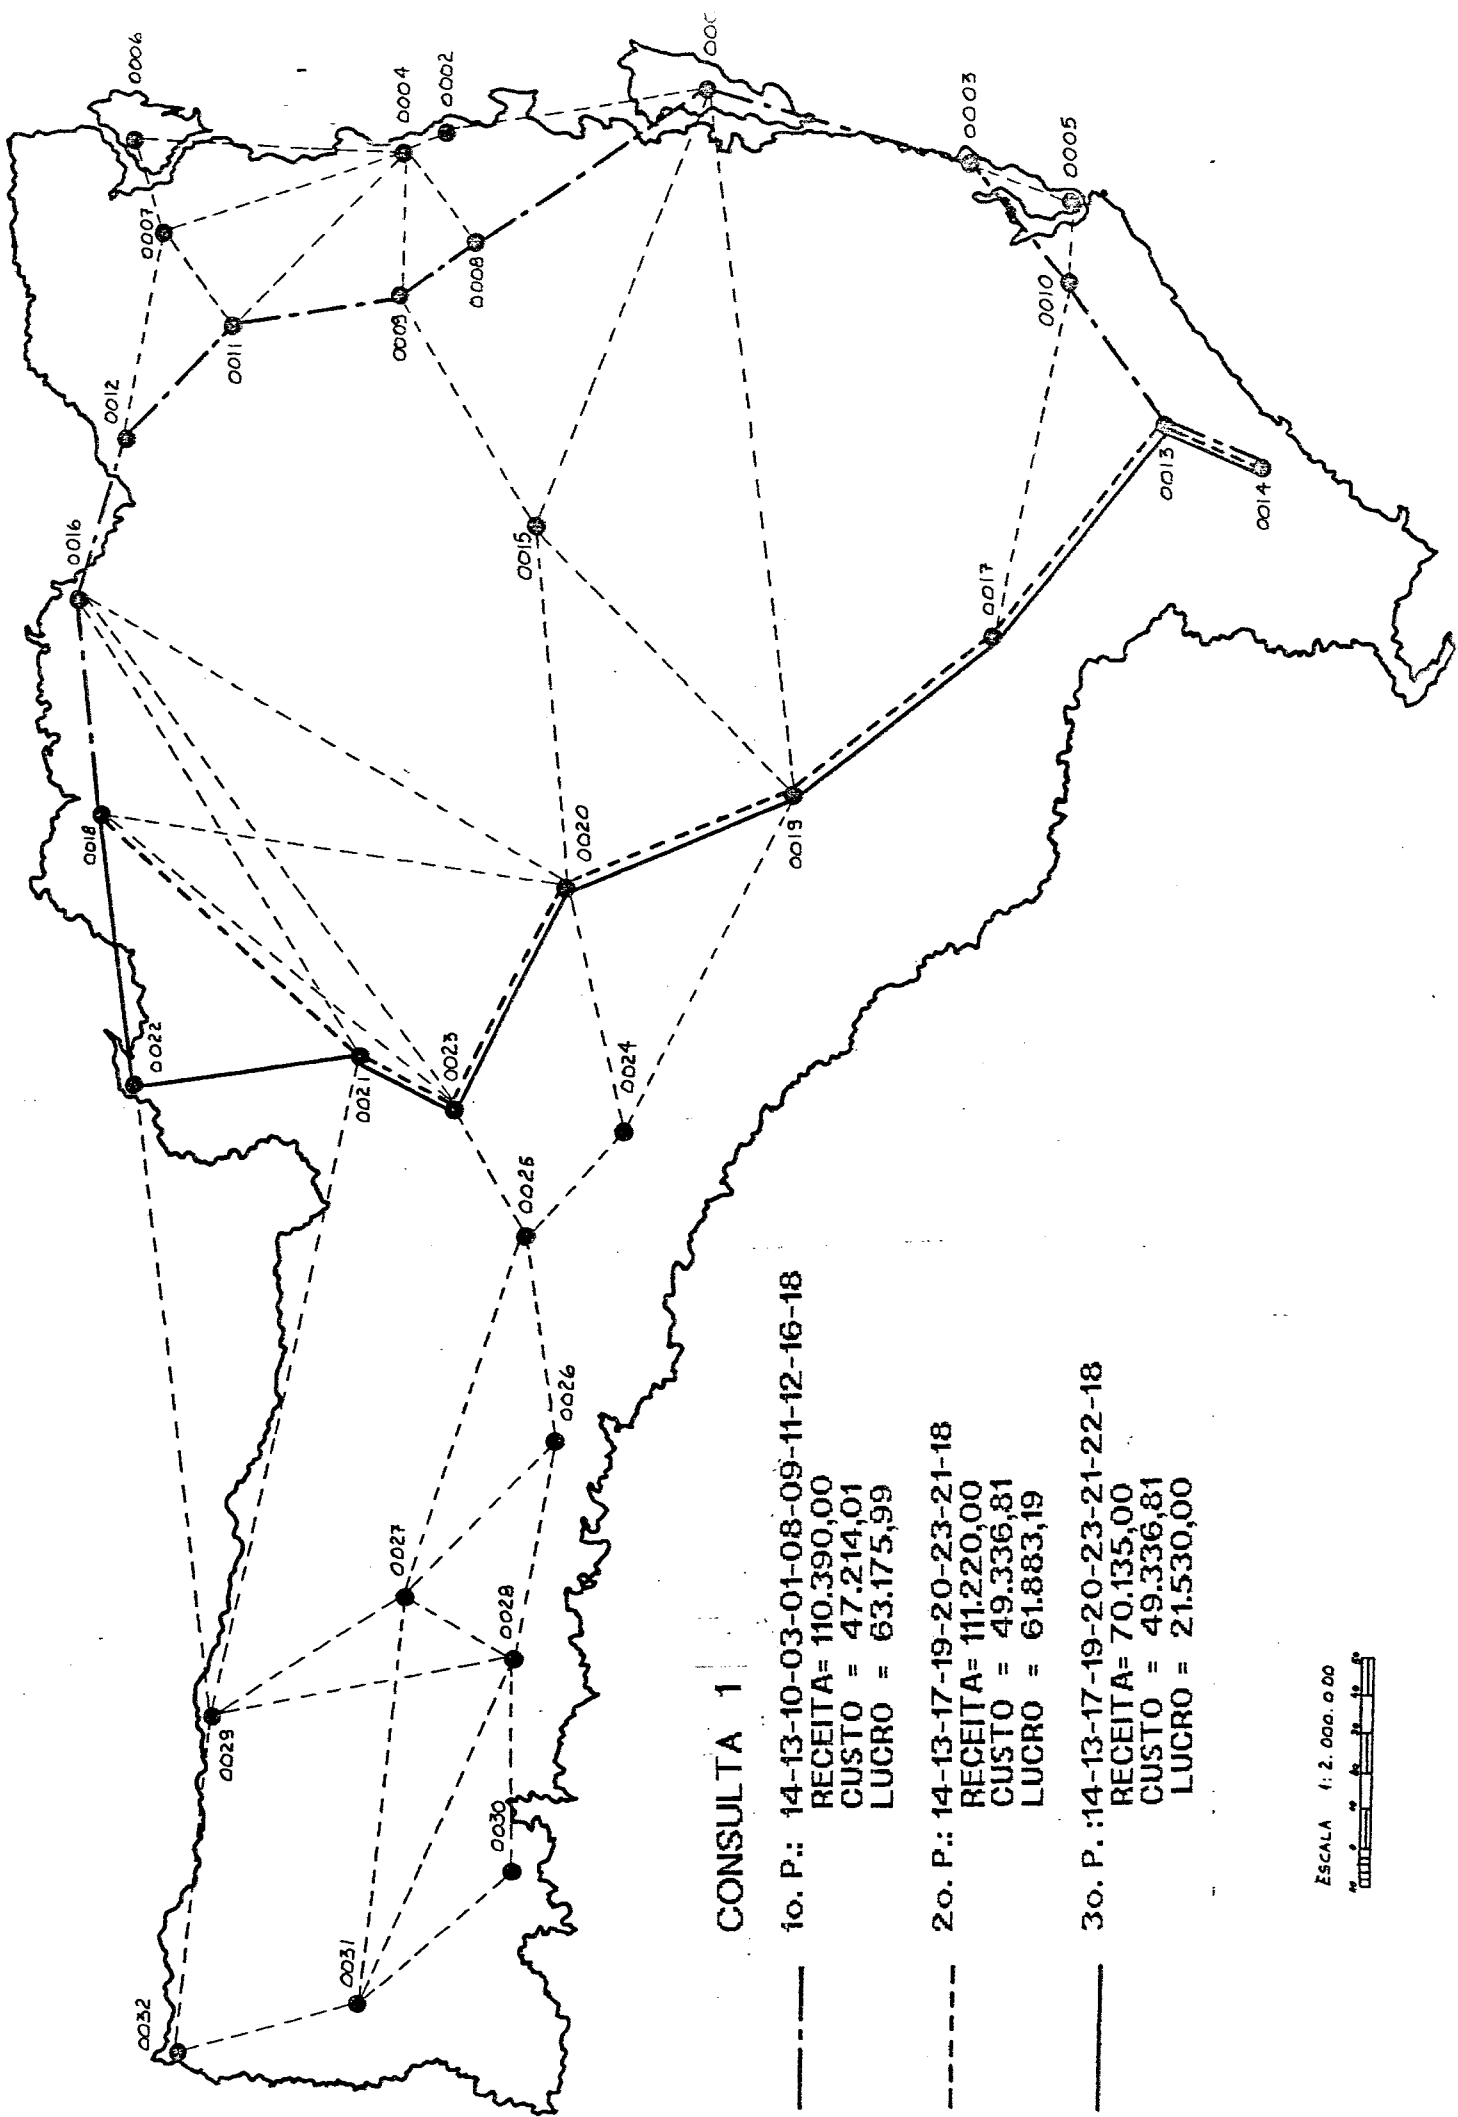 0006
0004
0002
000
0003
0005
0007
0008
0009
0010
0011
0012
0013
0014
0015
0016
0017
0018
0019
0020
0021
0022
0023
0024
0025
0026
0027
0028
0029
0030
0031
0032
CONSULTA 1
1o. P.: 14-13-10-03-01-08-09-11-12-16-18
RECEITA= 110.390,00
CUSTO = 47.214,01
LUCRO = 63.175,99
2o. P.: 14-13-17-19-20-23-21-18
RECEITA= 111.220,00
CUSTO = 49.336,81
LUCRO = 61.883,19
3o. P.:14-13-17-19-20-23-21-22-18
RECEITA= 70.135,00
CUSTO = 49.336,81
LUCRO = 21.530,00
ESCALA 1:2.000.000